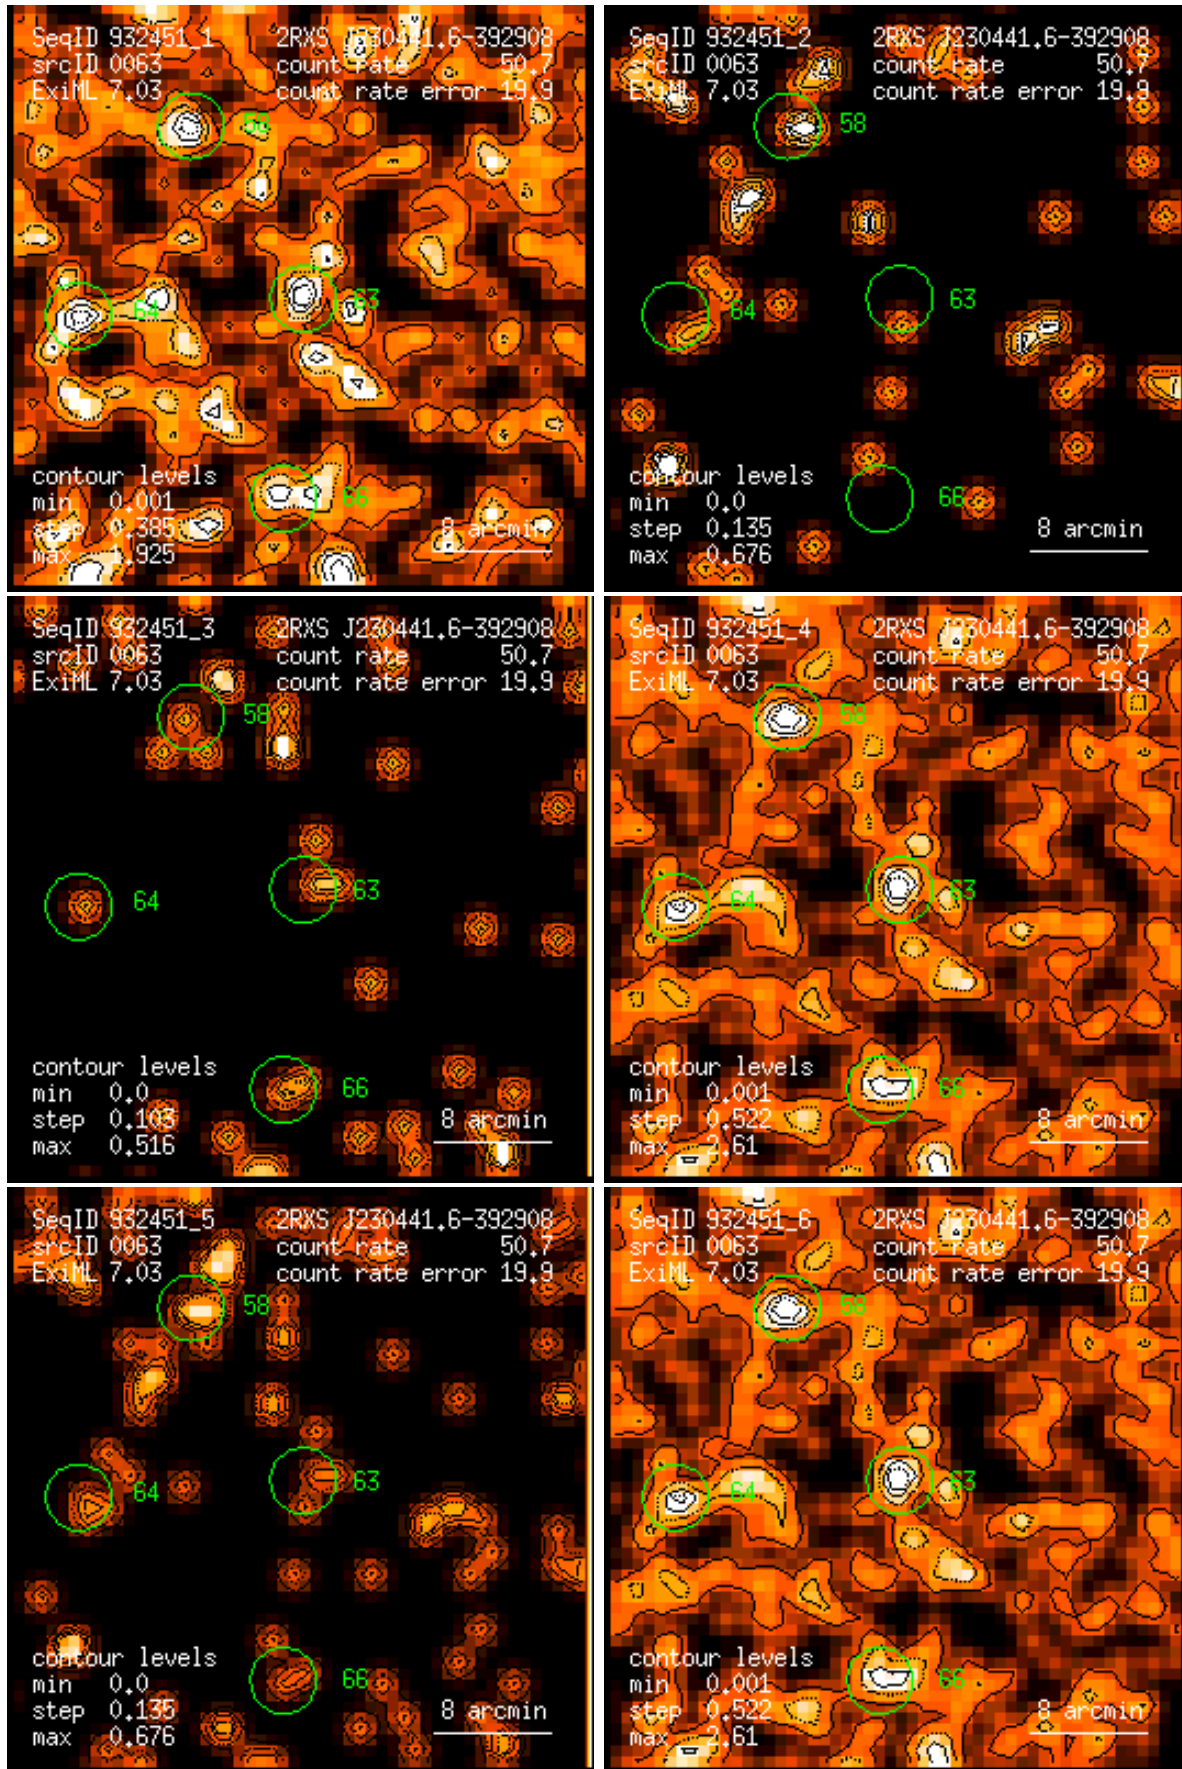 SeqID 932451_1 2RXS J230441.6-392908
srcID 0063 count rate 50.7
ExiML 7.03 count rate error 19.9
58
63
64
66
contour levels
min 0.001
step 0.385
max 1.925
8 arcmin
SeqID 932451_2 2RXS J230441.6-392908
srcID 0063 count rate 50.7
ExiML 7.03 count rate error 19.9
58
63
64
66
contour levels
min 0.0
step 0.135
max 0.676
8 arcmin
SeqID 932451_3 2RXS J230441.6-392908
srcID 0063 count rate 50.7
ExiML 7.03 count rate error 19.9
58
63
64
66
contour levels
min 0.0
step 0.103
max 0.516
8 arcmin
SeqID 932451_4 2RXS J230441.6-392908
srcID 0063 count rate 50.7
ExiML 7.03 count rate error 19.9
58
63
64
66
contour levels
min 0.001
step 0.522
max 2.61
8 arcmin
SeqID 932451_5 2RXS J230441.6-392908
srcID 0063 count rate 50.7
ExiML 7.03 count rate error 19.9
58
63
64
66
contour levels
min 0.0
step 0.135
max 0.676
8 arcmin
SeqID 932451_6 2RXS J230441.6-392908
srcID 0063 count rate 50.7
ExiML 7.03 count rate error 19.9
58
63
64
66
contour levels
min 0.001
step 0.522
max 2.61
8 arcmin